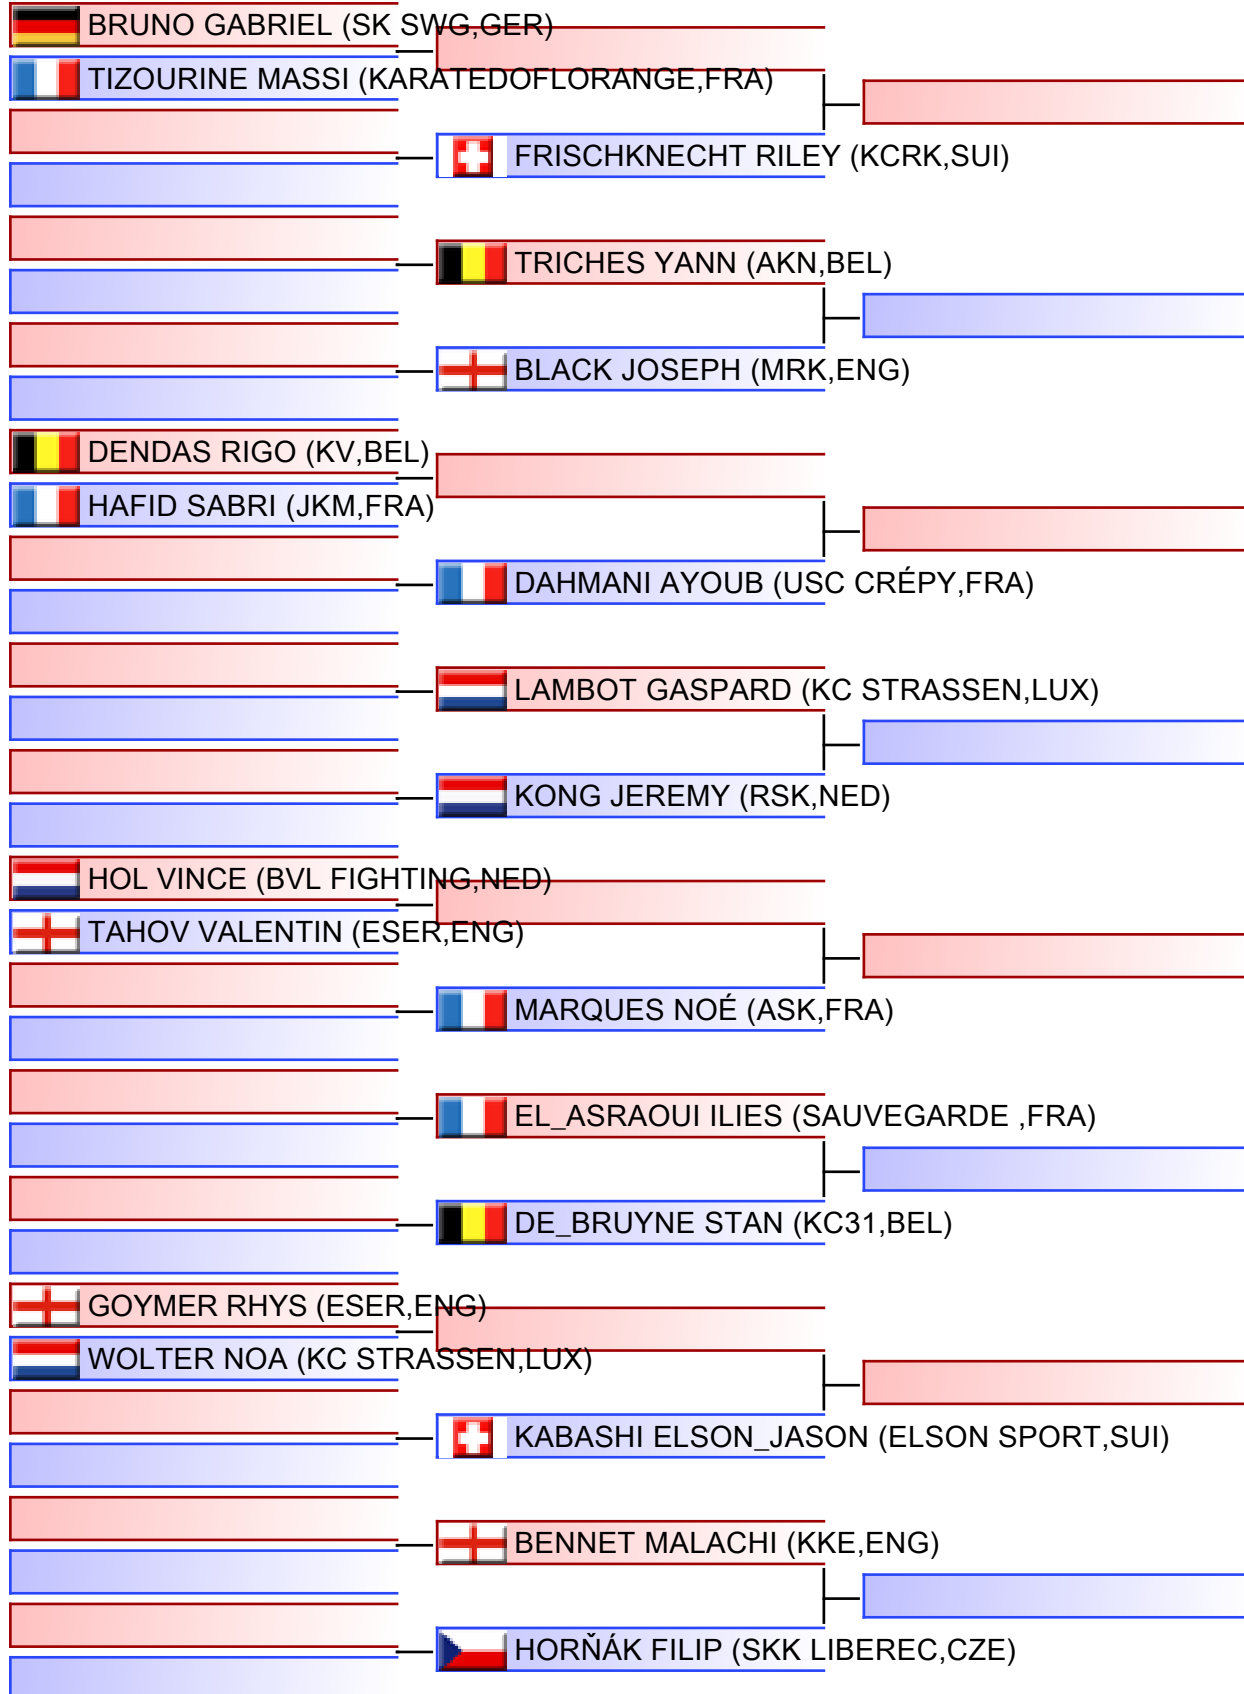 BRUNO GABRIEL (SK SWG,GER)
TIZOURINE MASSI (KARATEDOFLORANGE,FRA)
FRISCHKNECHT RILEY (KCRK,SUI)
TRICHES YANN (AKN,BEL)
BLACK JOSEPH (MRK,ENG)
DENDAS RIGO (KV,BEL)
HAFID SABRI (JKM,FRA)
DAHMANI AYOUB (USC CRÉPY,FRA)
LAMBOT GASPARD (KC STRASSEN,LUX)
KONG JEREMY (RSK,NED)
HOL VINCE (BVL FIGHTING,NED)
TAHOV VALENTIN (ESER,ENG)
MARQUES NOÉ (ASK,FRA)
EL_ASRAOUI ILIES (SAUVEGARDE ,FRA)
DE_BRUYNE STAN (KC31,BEL)
GOYMER RHYS (ESER,ENG)
WOLTER NOA (KC STRASSEN,LUX)
KABASHI ELSON_JASON (ELSON SPORT,SUI)
BENNET MALACHI (KKE,ENG)
HORŇÁK FILIP (SKK LIBEREC,CZE)